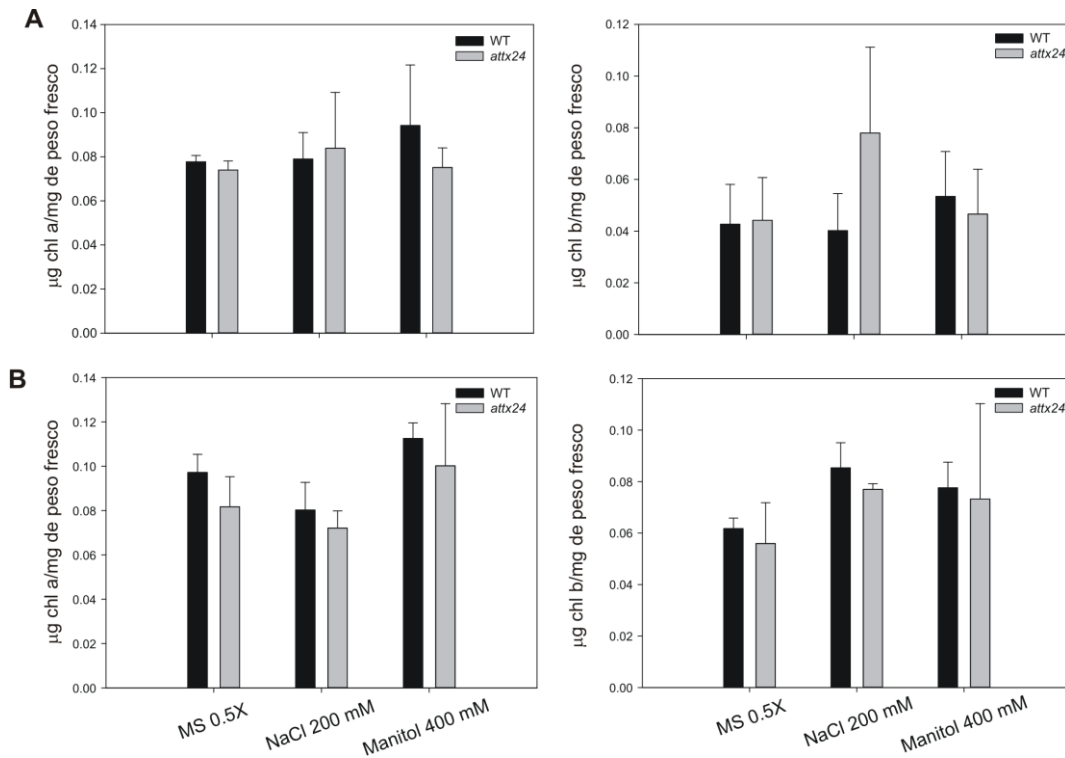 A
µg chl a/mg de peso fresco
0.14
0.12
0.10
0.08
0.06
0.04
0.02
0.00
WT
attx24
µg chl b/mg de peso fresco
0.12
0.10
0.08
0.06
0.04
0.02
0.00
WT
attx24
B
µg chl a/mg de peso fresco
0.14
0.12
0.10
0.08
0.06
0.04
0.02
0.00
WT
attx24
MS 0.5X
NaCl 200 mM
Manitol 400 mM
µg chl b/mg de peso fresco
0.12
0.10
0.08
0.06
0.04
0.02
0.00
WT
attx24
MS 0.5X
NaCl 200 mM
Manitol 400 mM